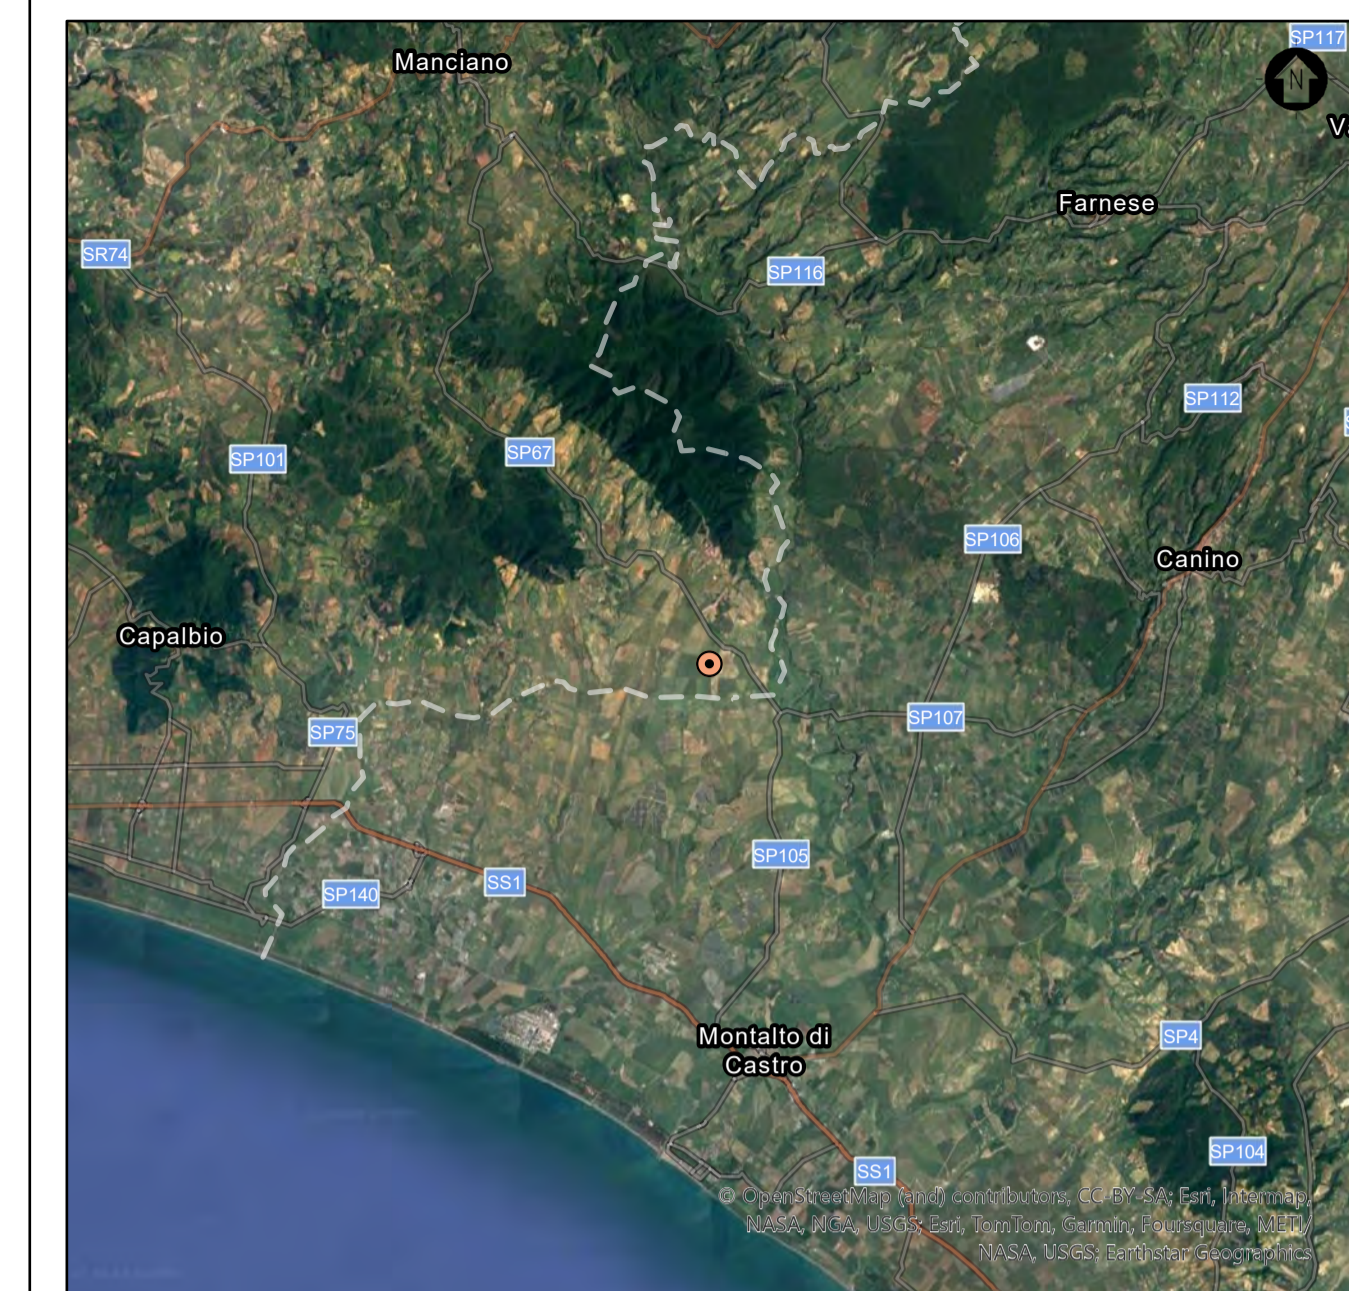 SP117
Manciano
N
Farnese
SR74
SP116
SP112
SP101
SP67
SP106
Canino
Capalbio
SP107
SP75
SP105
SS1
SP140
Montalto di
Castro
SP4
SP104
SS1
© OpenStreetMap (and) contributors, CC-BY-SA; Esri, Intermap,
NASA, NGA, USGS; Esri, TomTom, Garmin, Foursquare, METI/
NASA, USGS; Earthstar Geographics